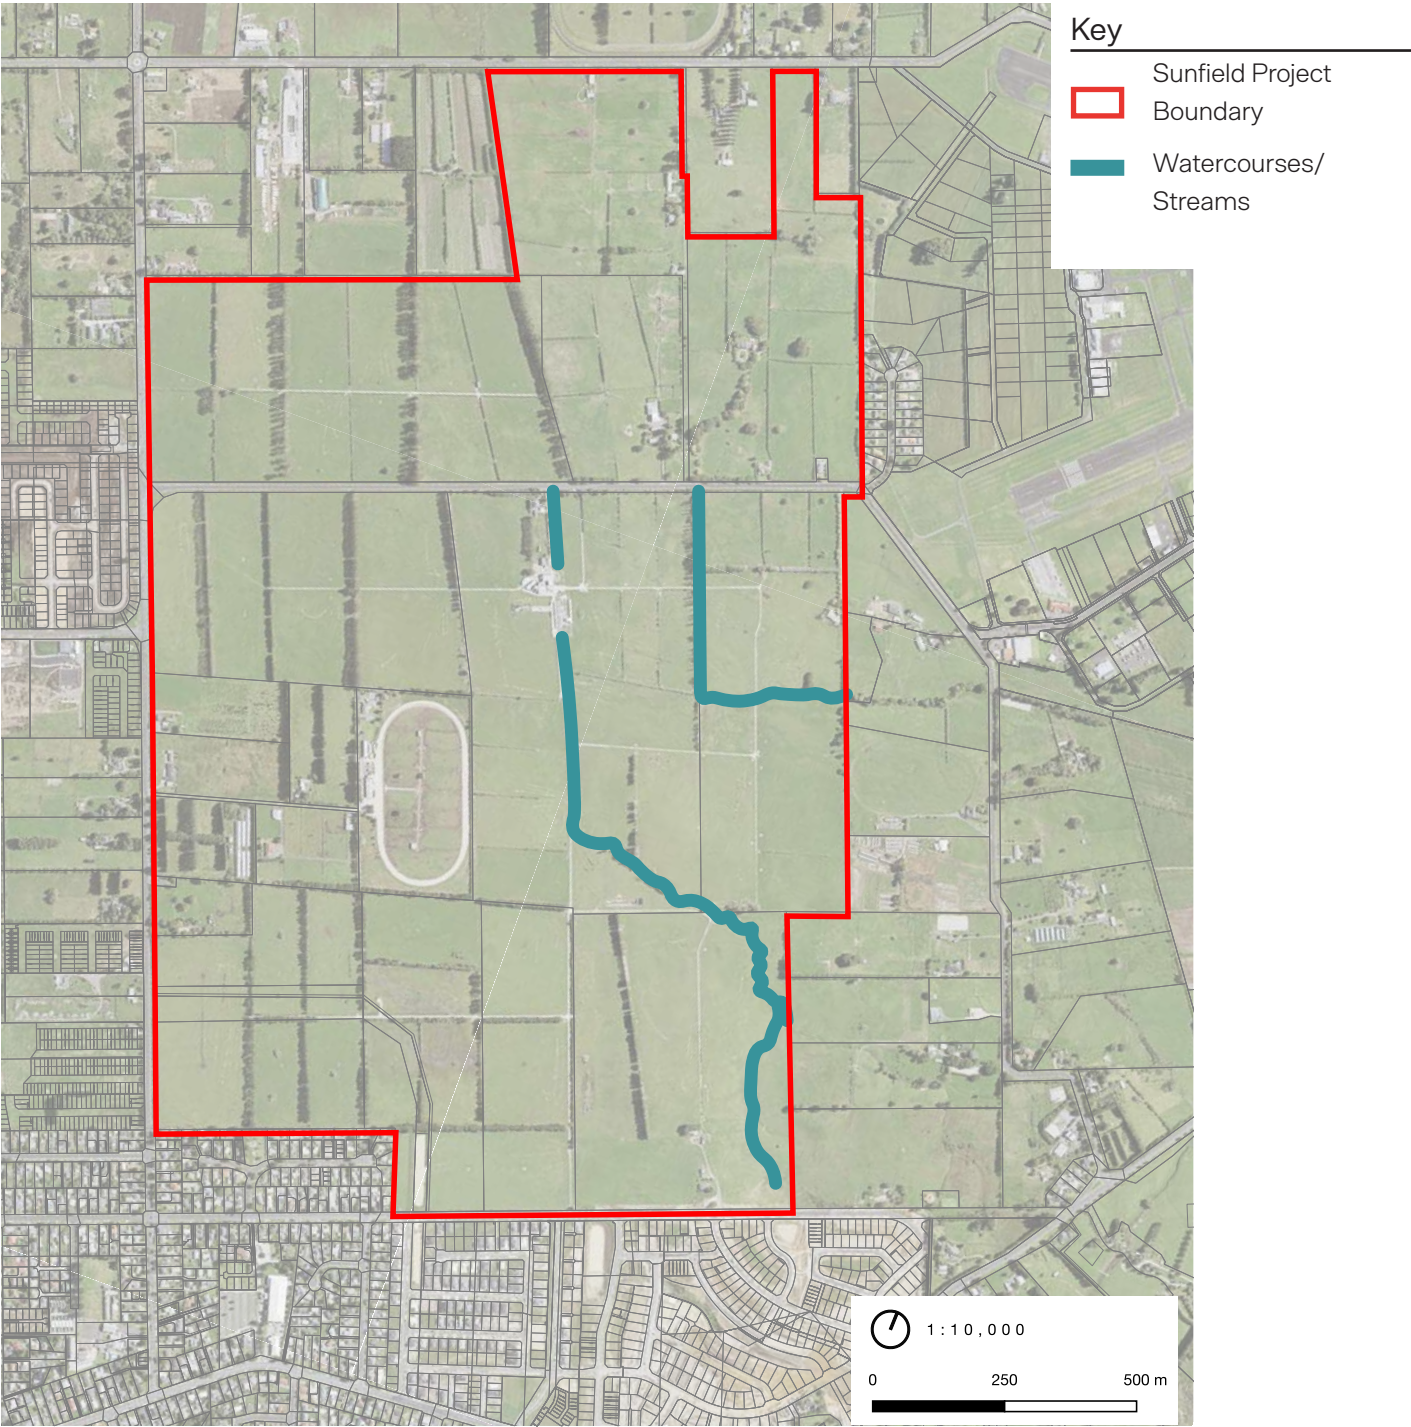 Key
Sunfield Project
Boundary
Watercourses/
Streams
1:10,000
0 250 500 m